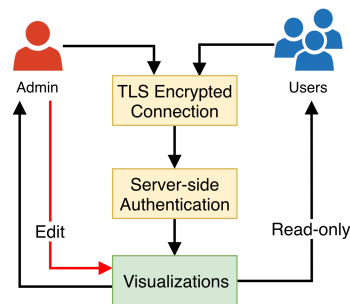 Admin
Users
TLS Encrypted
Connection
Server-side
Authentication
Edit
Read-only
Visualizations